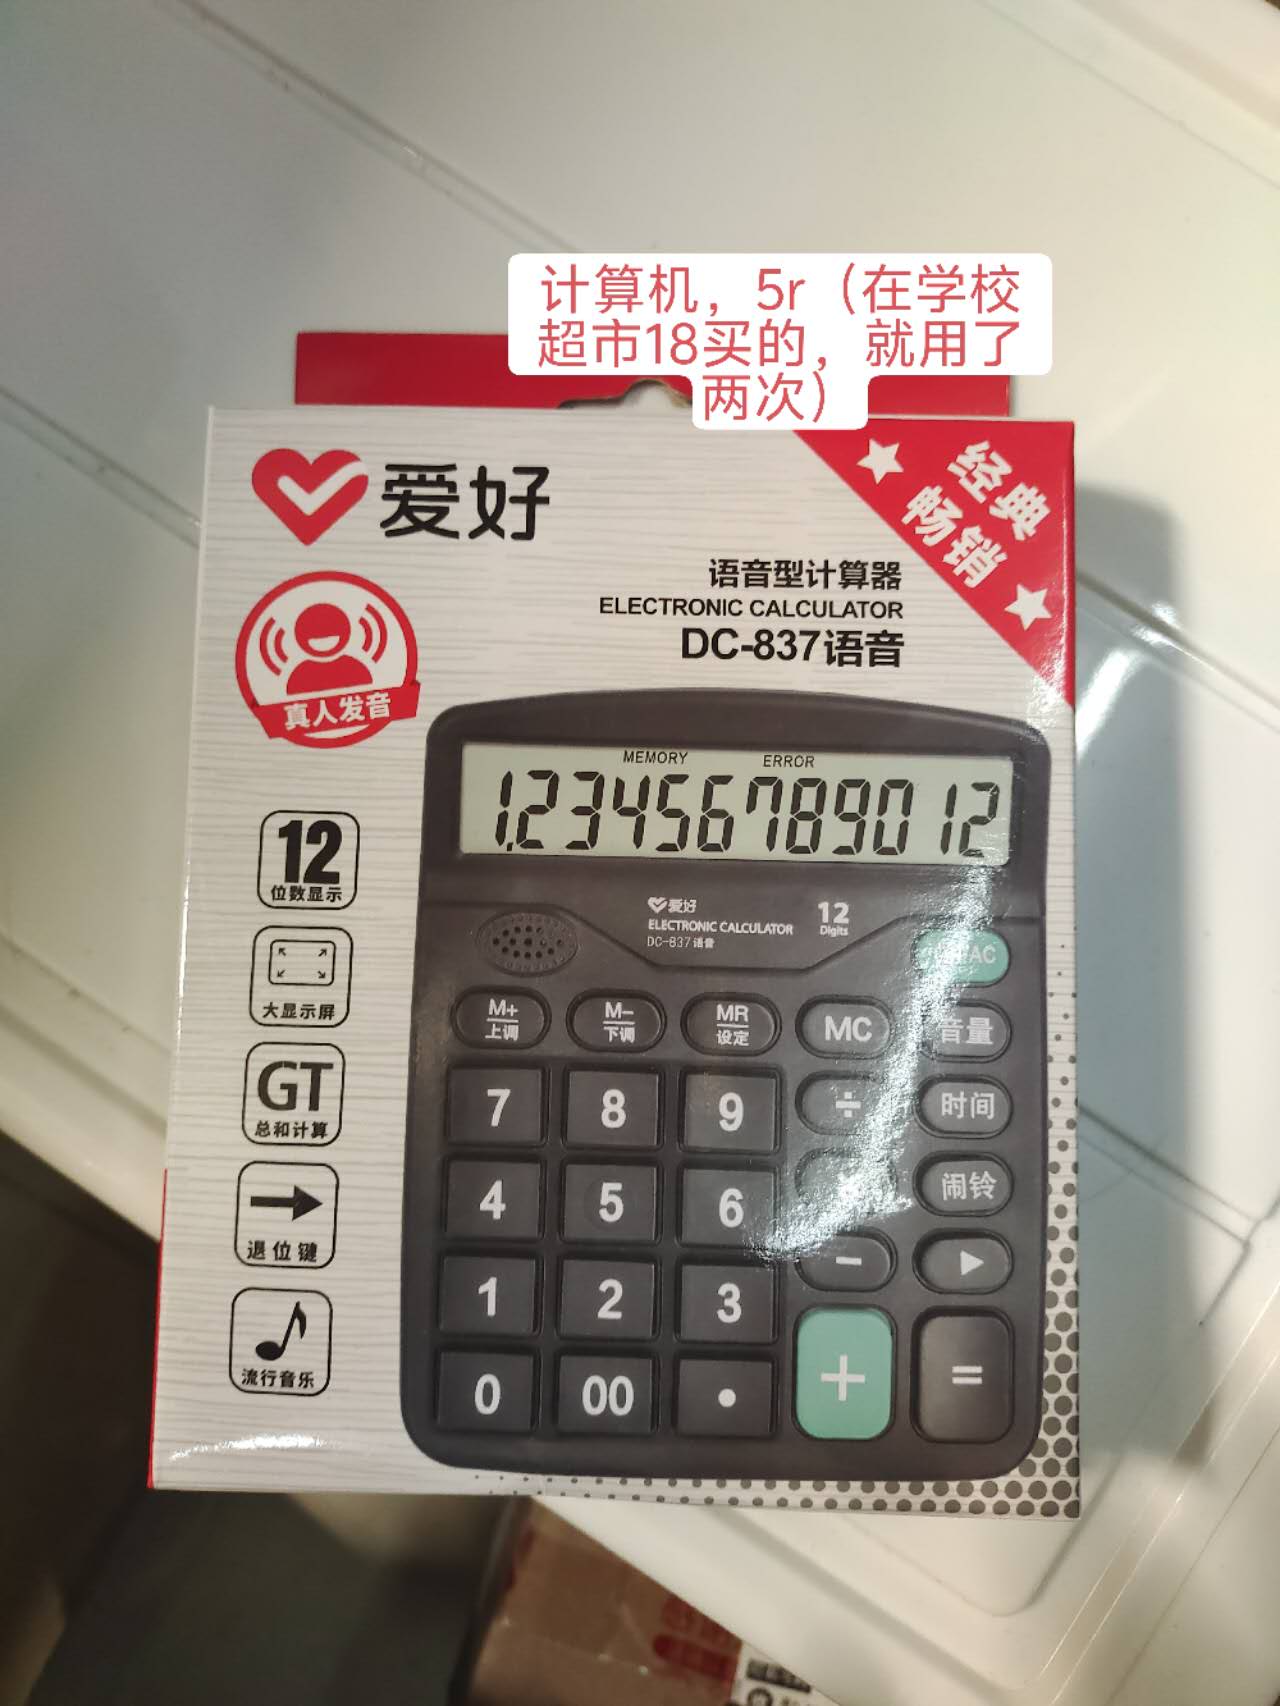 计算机，5r（在学校
超市18买的，就用了
两次）
爱好
经典
畅销
语音型计算器
ELECTRONIC CALCULATOR
DC-837语音
真人发音
MEMORY ERROR
1.23456789012
12
位数显示
爱好
ELECTRONIC CALCULATOR
DC-837语音
12
Digits
AC
大显示屏
M+
上调
M-
下调
MR
设定
MC
音量
GT
总和计算
7 8 9 ÷ 时间
4 5 6 闹铃
退位键
1 2 3 - ▶
流行音乐
0 00 . + =